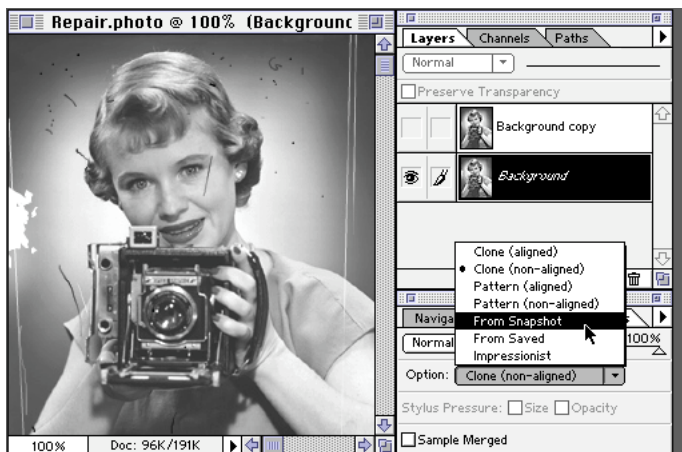 Repair.photo @ 100% (Background
100%
Doc: 96K/191K
Layers
Channels
Paths
Normal
Preserve Transparency
Background copy
Background
Clone (aligned)
Clone (non-aligned)
Pattern (aligned)
Pattern (non-aligned)
From Snapshot
From Saved
Impressionist
Naviga
Normal
100%
Option:
Clone (non-aligned)
Stylus Pressure:
Size
Opacity
Sample Merged